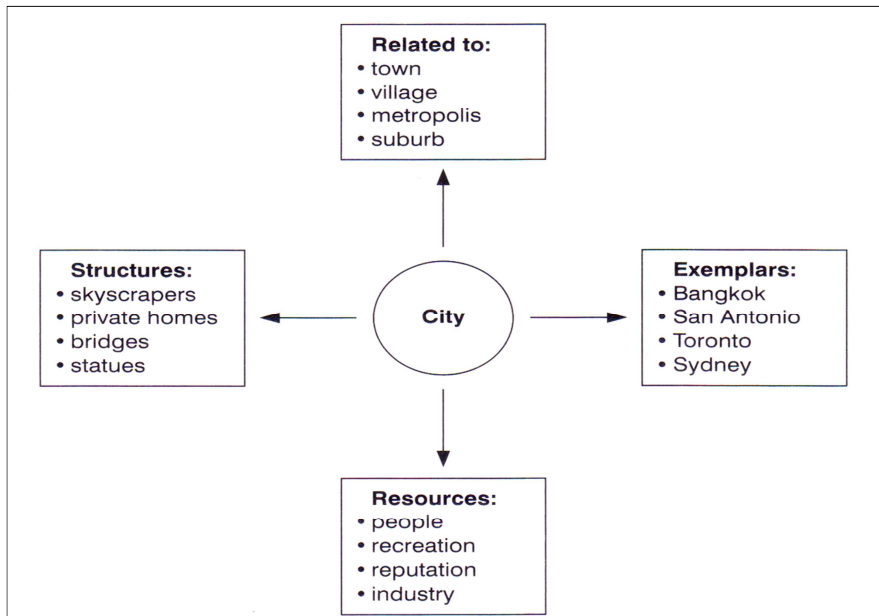 Related to:
• town
• village
• metropolis
• suburb
Structures:
• skyscrapers
• private homes
• bridges
• statues
City
Exemplars:
• Bangkok
• San Antonio
• Toronto
• Sydney
Resources:
• people
• recreation
• reputation
• industry